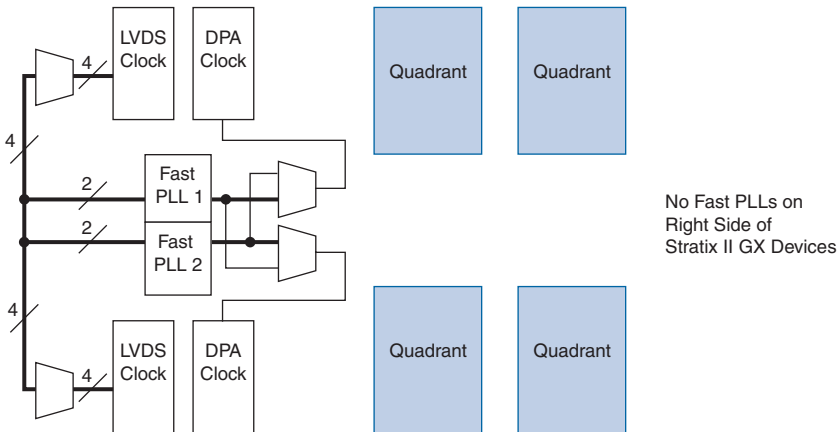 LVDS
Clock
DPA
Clock
Quadrant
Quadrant
4
4
2
Fast
PLL 1
2
Fast
PLL 2
No Fast PLLs on
Right Side of
Stratix II GX Devices
4
4
LVDS
Clock
DPA
Clock
Quadrant
Quadrant